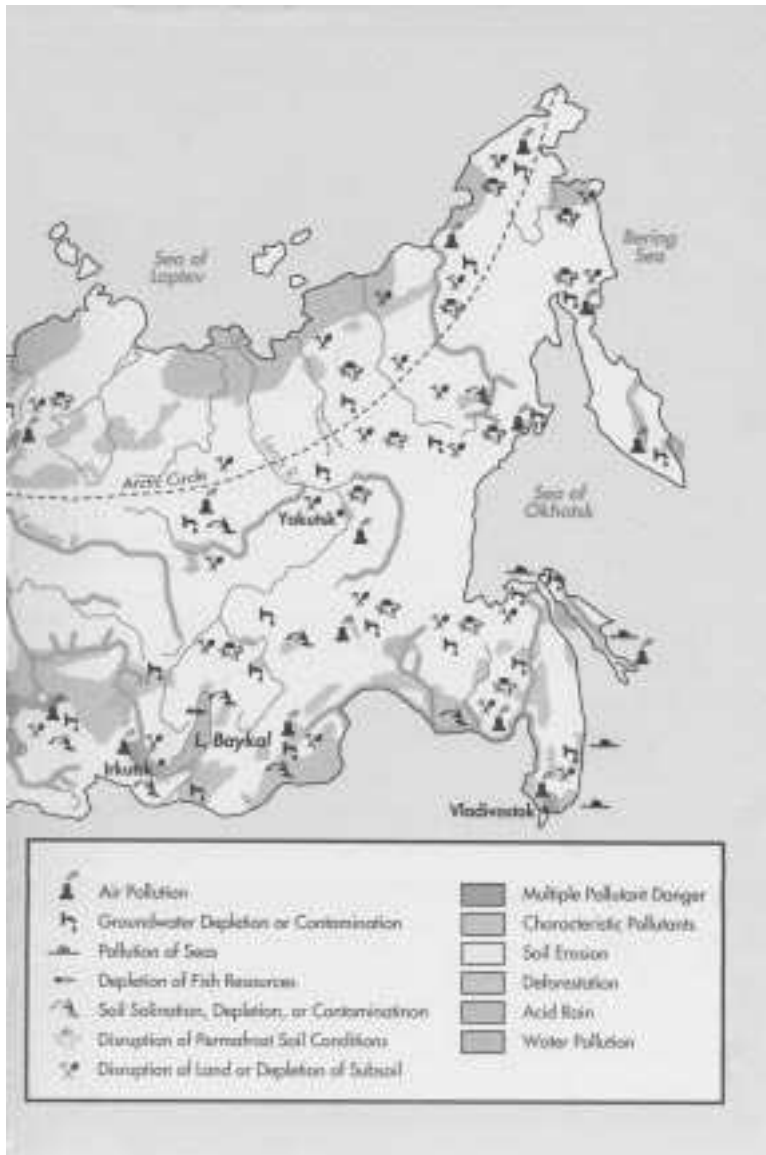 Sea of
Laptev
Bering
Sea
Arctic Circle
Sea of
Okhotsk
Yakutsk
L. Baykal
Irkutsk
Vladivostok
Air Pollution
Groundwater Depletion or Contamination
Pollution of Seas
Depletion of Fish Resources
Soil Salination, Depletion, or Contaminatinon
Disruption of Permafrost Soil Conditions
Disruption of Land or Depletion of Subsoil
Multiple Pollutant Danger
Characteristic Pollutants
Soil Erosion
Deforestation
Acid Rain
Water Pollution